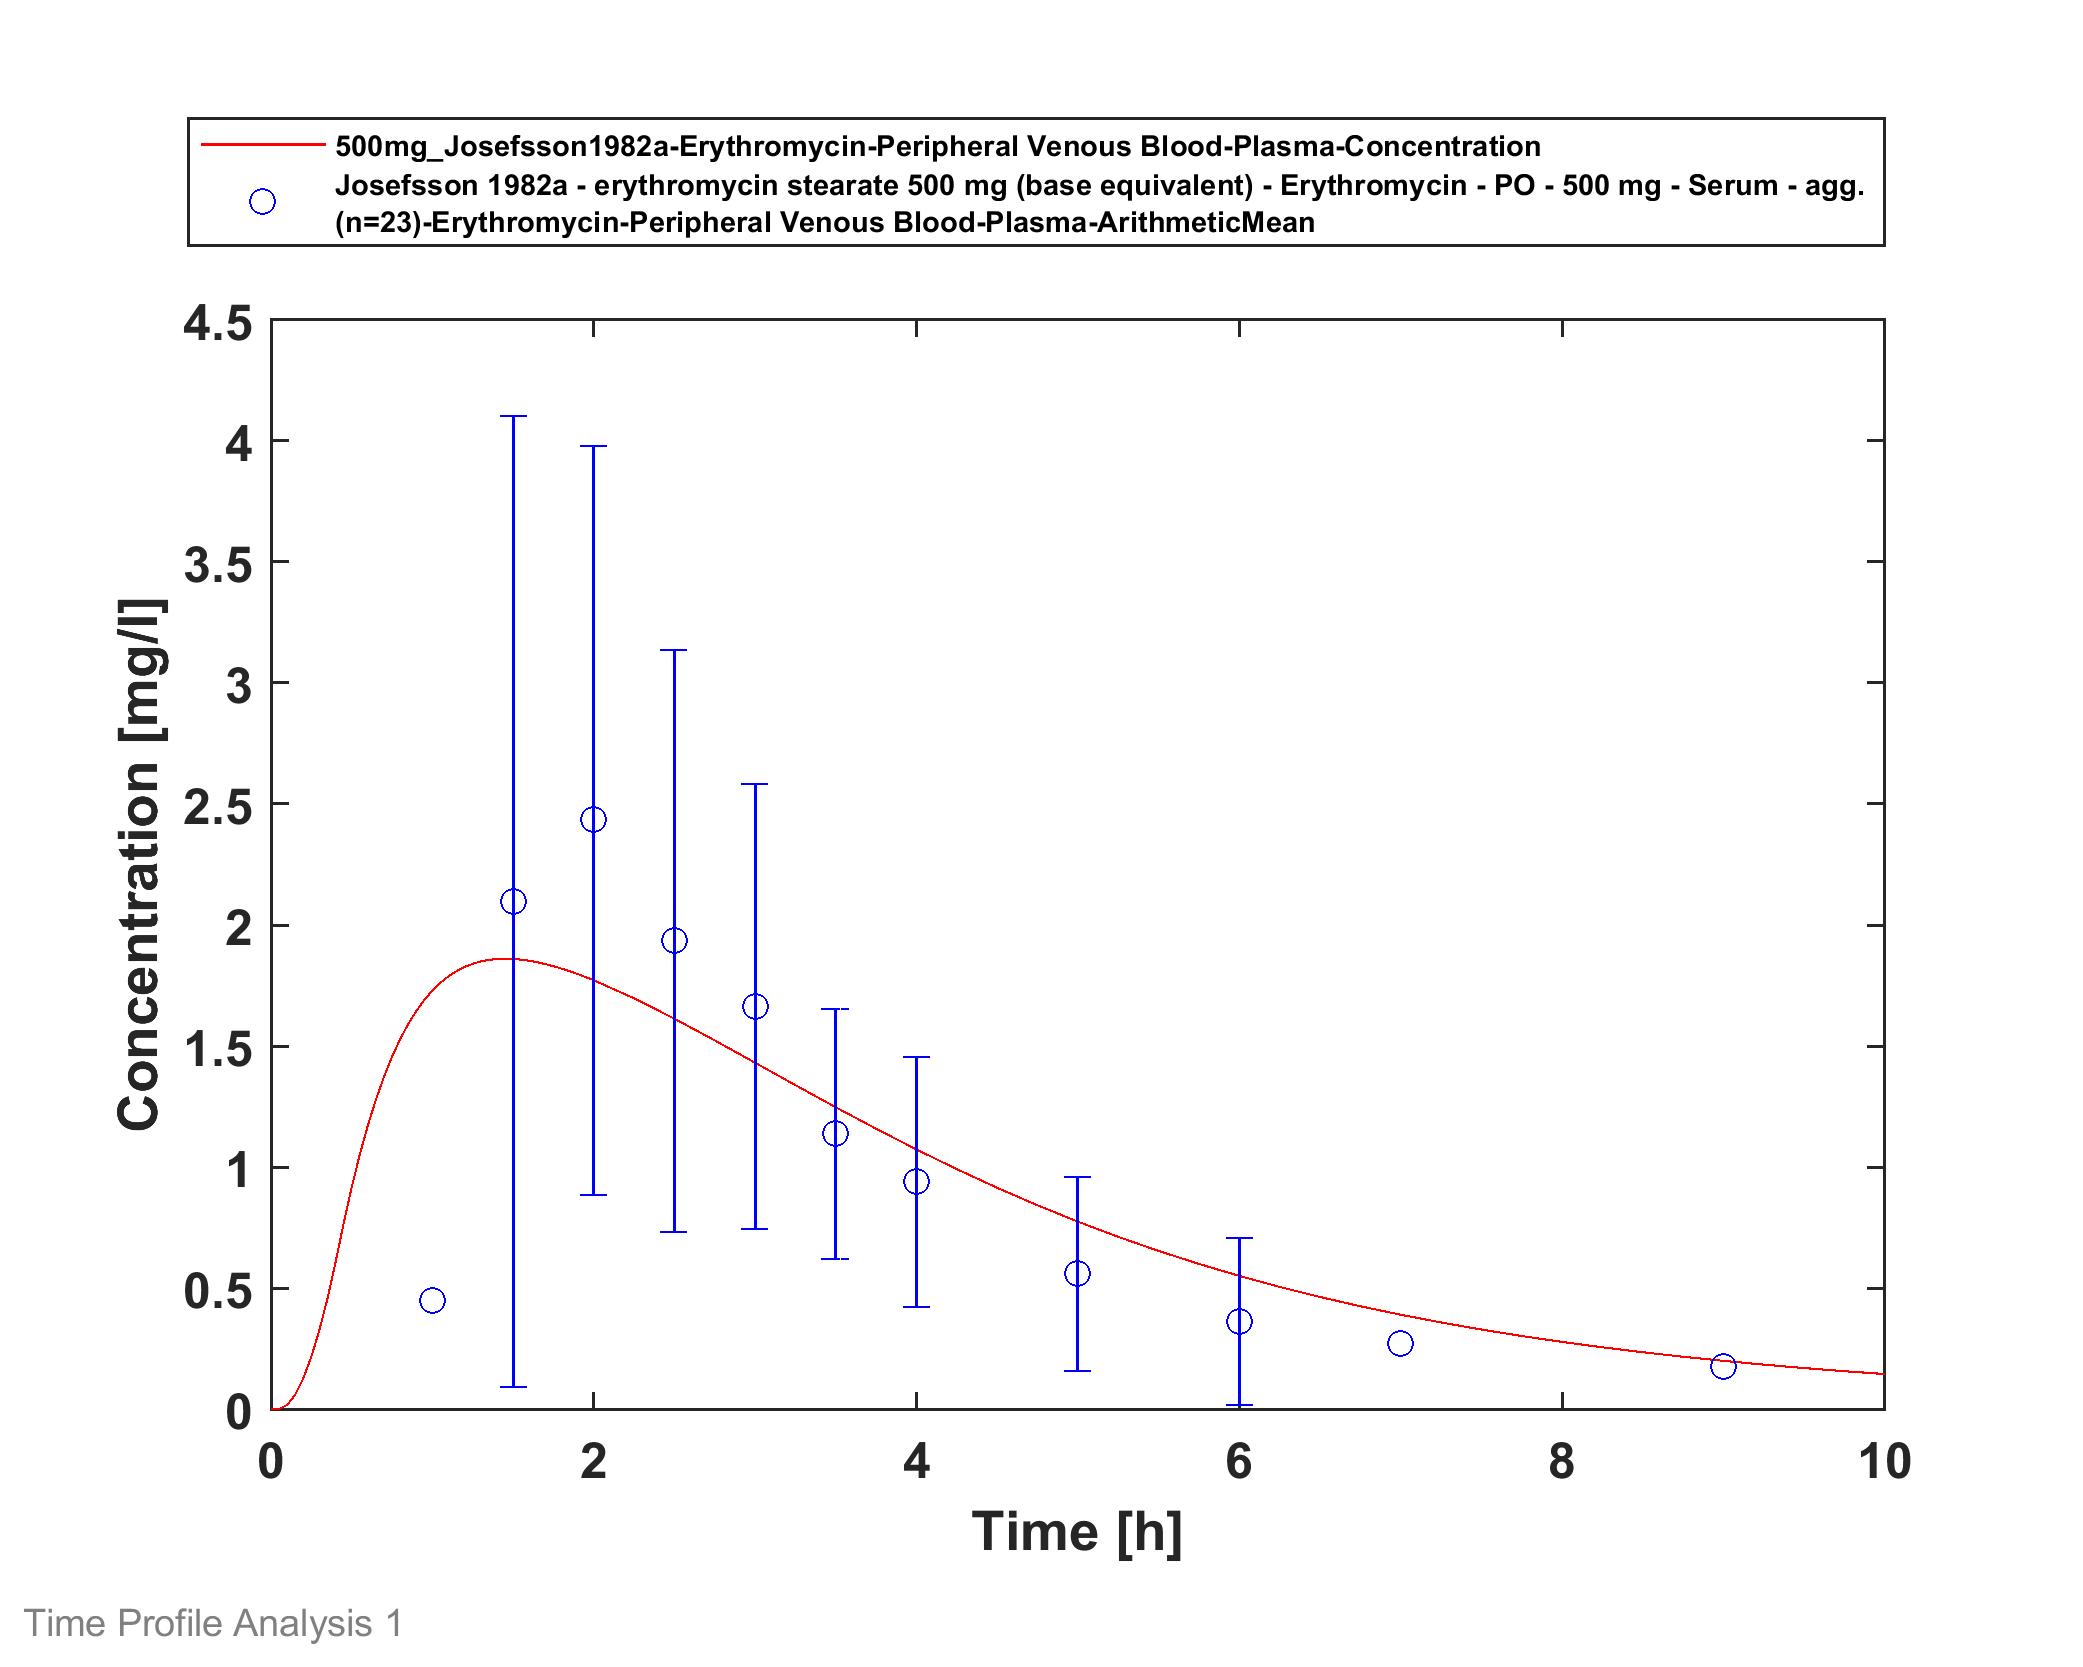 500mg_Josefsson1982a-Erythromycin-Peripheral Venous Blood-Plasma-Concentration
Josefsson 1982a - erythromycin stearate 500 mg (base equivalent) - Erythromycin - PO - 500 mg - Serum - agg.
(n=23)-Erythromycin-Peripheral Venous Blood-Plasma-ArithmeticMean
4.5
4
3.5
3
2.5
2
1.5
1
0.5
0
Concentration [mg/l]
0 2 4 6 8 10
Time [h]
Time Profile Analysis 1